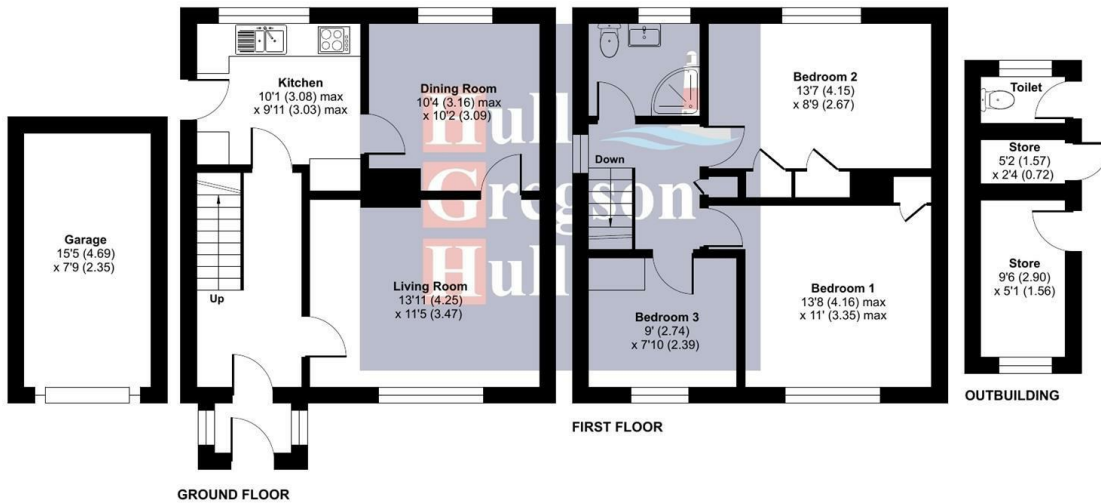 Kitchen
10'1 (3.08) max
x 9'11 (3.03) max
Dining Room
10'4 (3.16) max
x 10'2 (3.09)
Bedroom 2
13'7 (4.15)
x 8'9 (2.67)
Toilet
Store
5'2 (1.57)
x 2'4 (0.72)
Down
Hull
Gregson
Hull
Garage
15'5 (4.69)
x 7'9 (2.35)
Up
Living Room
13'11 (4.25)
x 11'5 (3.47)
Bedroom 3
9' (2.74)
x 7'10 (2.39)
Bedroom 1
13'8 (4.16) max
x 11' (3.35) max
Store
9'6 (2.90)
x 5'1 (1.56)
OUTBUILDING
FIRST FLOOR
GROUND FLOOR